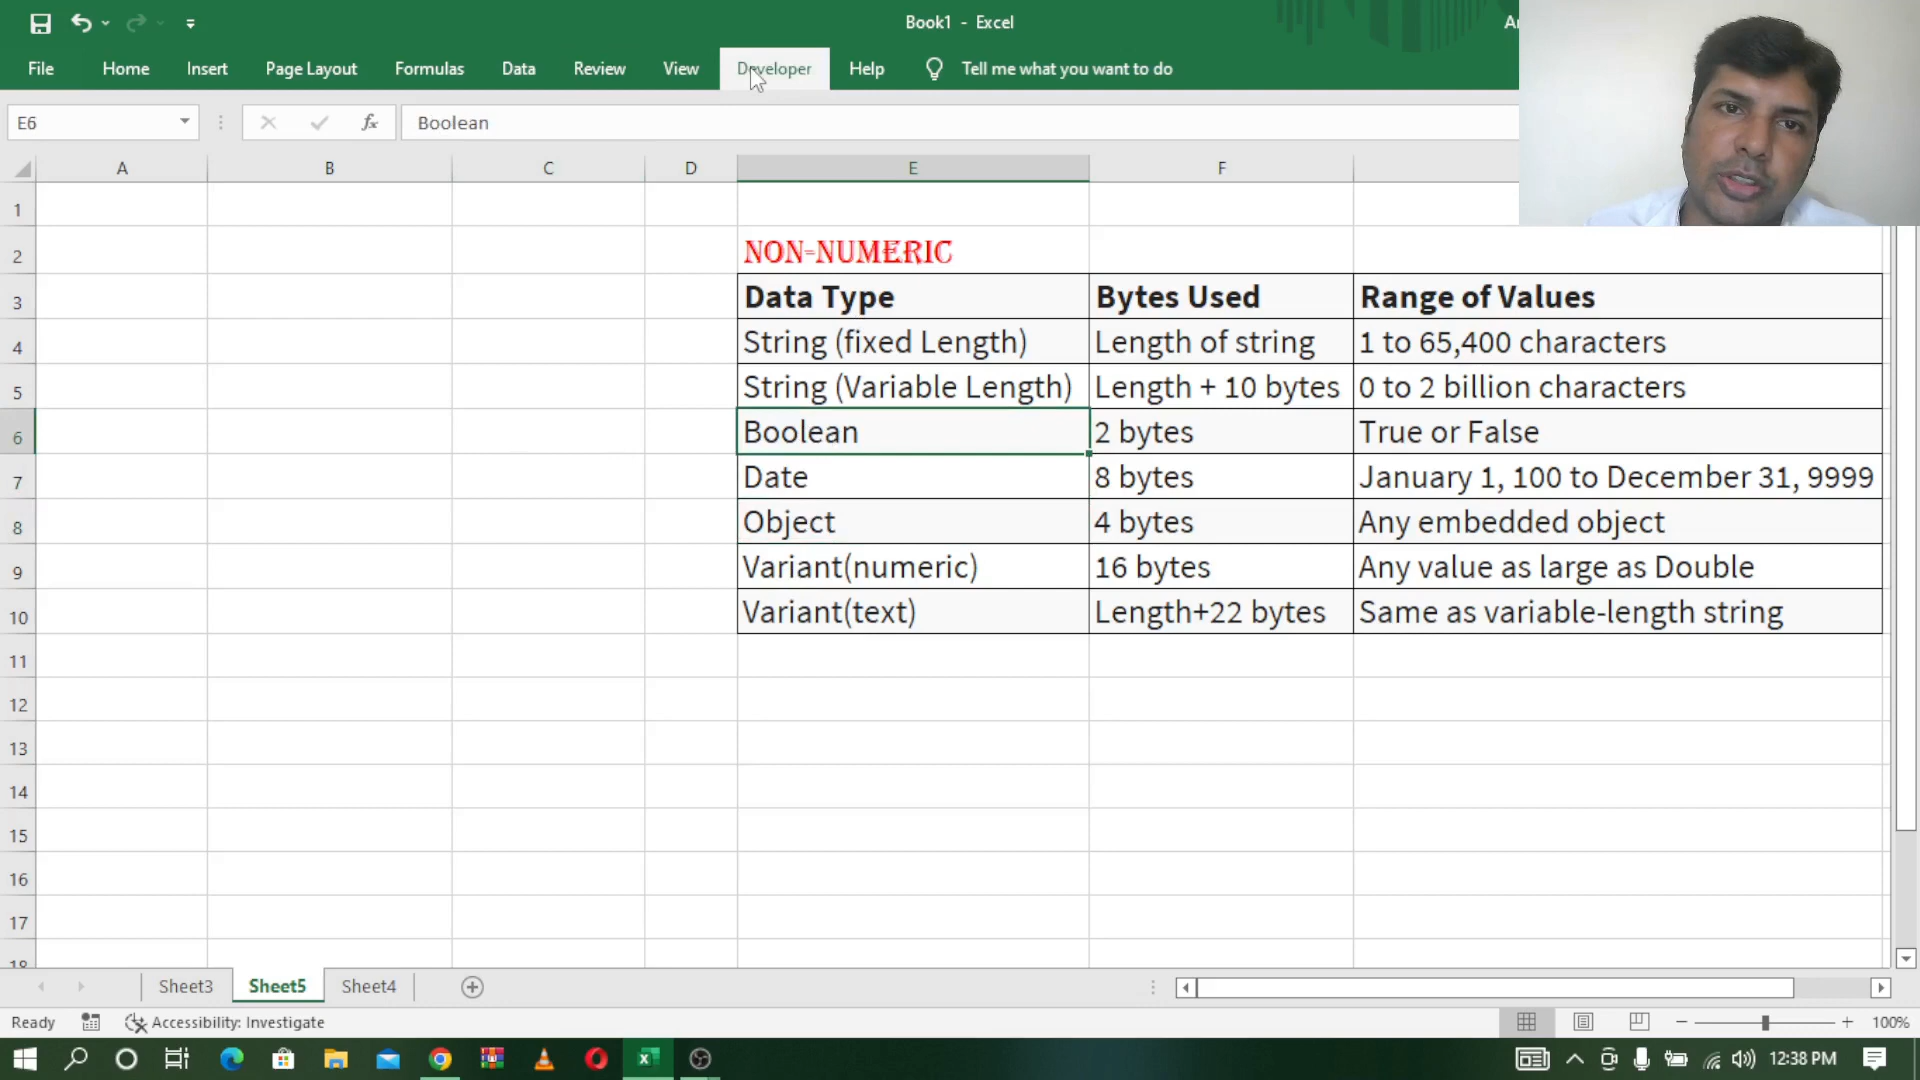 Book1 - Excel
File Home Insert Page Layout Formulas Data Review View Developer Help Tell me what you want to do
E6 fx Boolean
A B C D E F
1
2 NON-NUMERIC
3 Data Type Bytes Used Range of Values
4 String (fixed Length) Length of string 1 to 65,400 characters
5 String (Variable Length) Length + 10 bytes 0 to 2 billion characters
6 Boolean 2 bytes True or False
7 Date 8 bytes January 1, 100 to December 31, 9999
8 Object 4 bytes Any embedded object
9 Variant(numeric) 16 bytes Any value as large as Double
10 Variant(text) Length+22 bytes Same as variable-length string
11
12
13
14
15
16
17
18
Sheet3 Sheet5 Sheet4
Ready Accessibility: Investigate 100%
12:38 PM